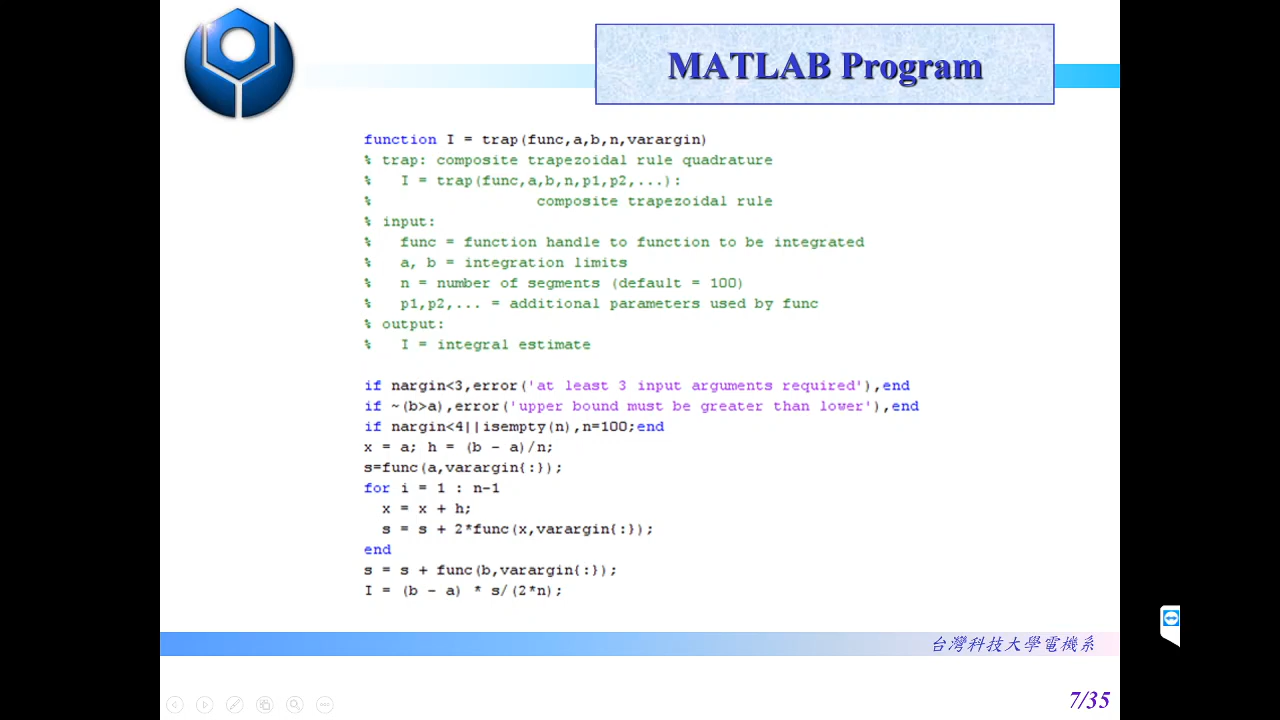 MATLAB Program
function I = trap(func,a,b,n,varargin)
% trap: composite trapezoidal rule quadrature
%   I = trap(func,a,b,n,p1,p2,...):
%                  composite trapezoidal rule
% input:
%   func = function handle to function to be integrated
%   a, b = integration limits
%   n = number of segments (default = 100)
%   p1,p2,... = additional parameters used by func
% output:
%   I = integral estimate
if nargin<3,error('at least 3 input arguments required'),end
if ~(b>a),error('upper bound must be greater than lower'),end
if nargin<4||isempty(n),n=100;end
x = a; h = (b - a)/n;
s=func(a,varargin{:});
for i = 1 : n-1
  x = x + h;
  s = s + 2*func(x,varargin{:});
end
s = s + func(b,varargin{:});
I = (b - a) * s/(2*n);
台灣科技大學電機系
7/35